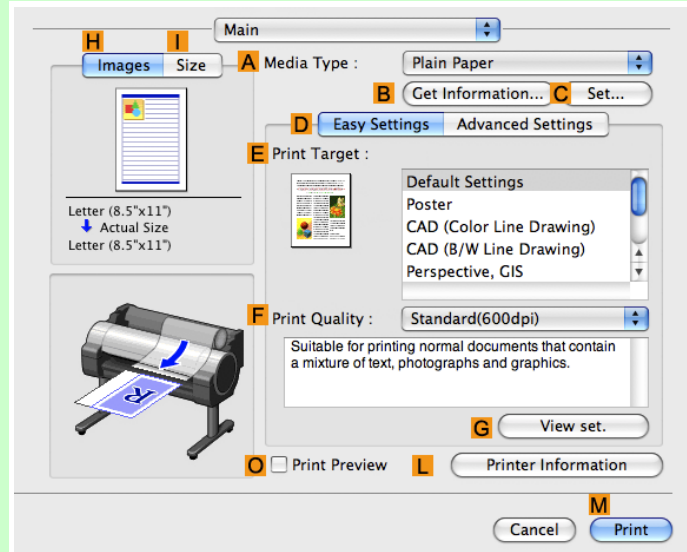 Main
H I
Images Size
A Media Type : Plain Paper
B Get Information... C Set...
D Easy Settings Advanced Settings
E Print Target :
Default Settings
Poster
CAD (Color Line Drawing)
CAD (B/W Line Drawing)
Perspective, GIS
Letter (8.5"x11")
Actual Size
Letter (8.5"x11")
F Print Quality : Standard(600dpi)
Suitable for printing normal documents that contain
a mixture of text, photographs and graphics.
R
G View set.
O Print Preview L Printer Information
M
Cancel Print